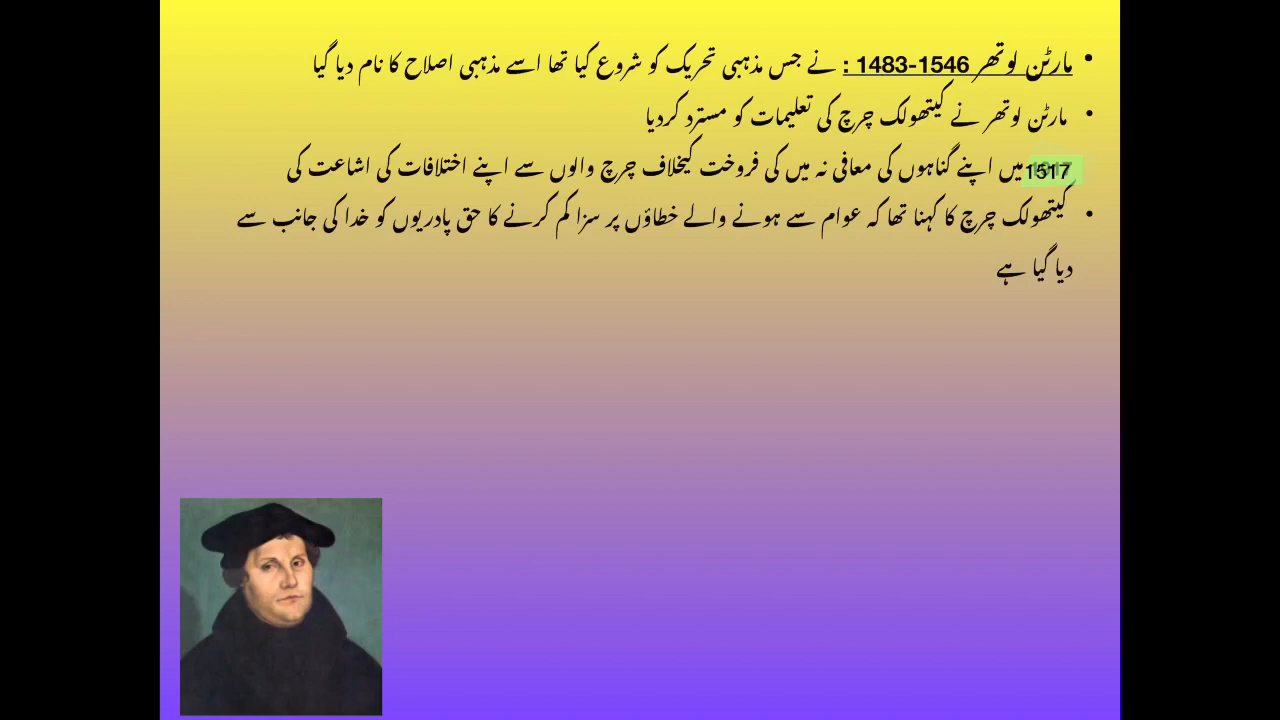 • مارٹن لوتھر 1546-1483 : نے جس مذہبی تحریک کو شروع کیا تھا اسے مذہبی اصلاح کا نام دیا گیا
• مارٹن لوتھر نے کیتھولک چرچ کی تعلیمات کو مسترد کردیا
1517 میں اپنے گناہوں کی معافی نہ میں کی فروخت کیخلاف چرچ والوں سے اپنے اختلافات کی اشاعت کی
• کیتھولک چرچ کا کہنا تھا کہ عوام سے ہونے والے خطاؤں پر سزا کم کرنے کا حق پادریوں کو خدا کی جانب سے
دیا گیا ہے